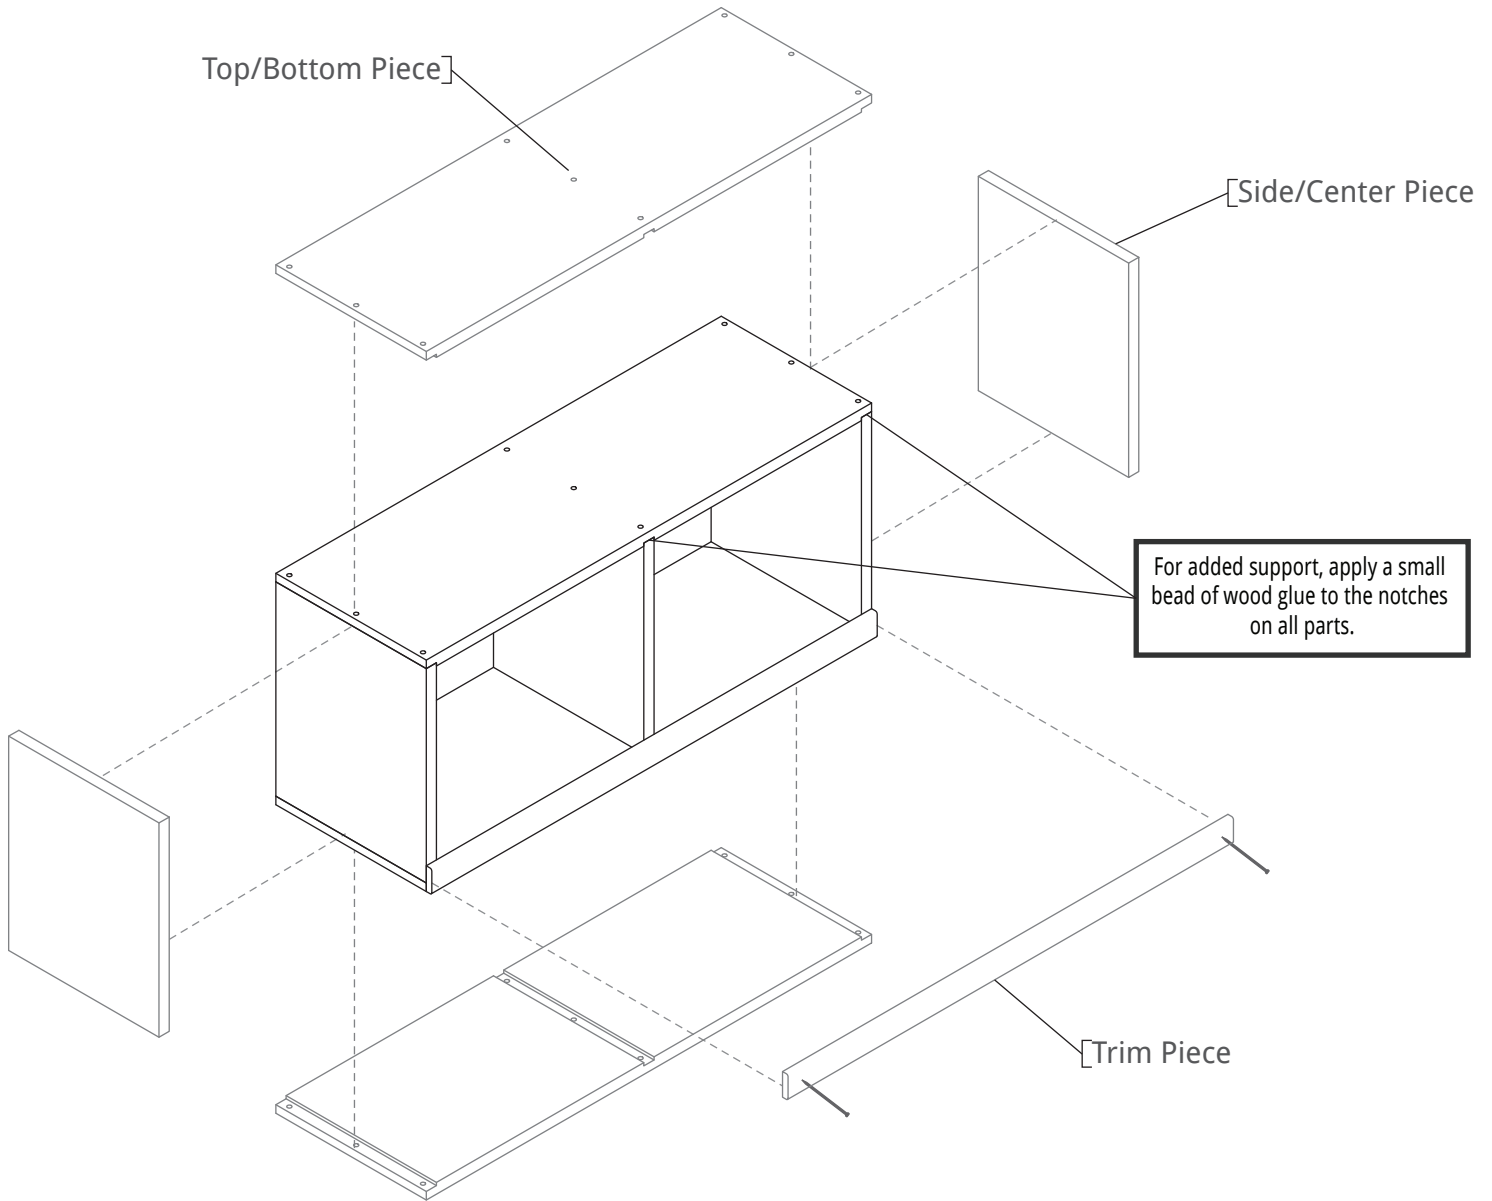 Top/Bottom Piece
Side/Center Piece
For added support, apply a small
bead of wood glue to the notches
on all parts.
Trim Piece